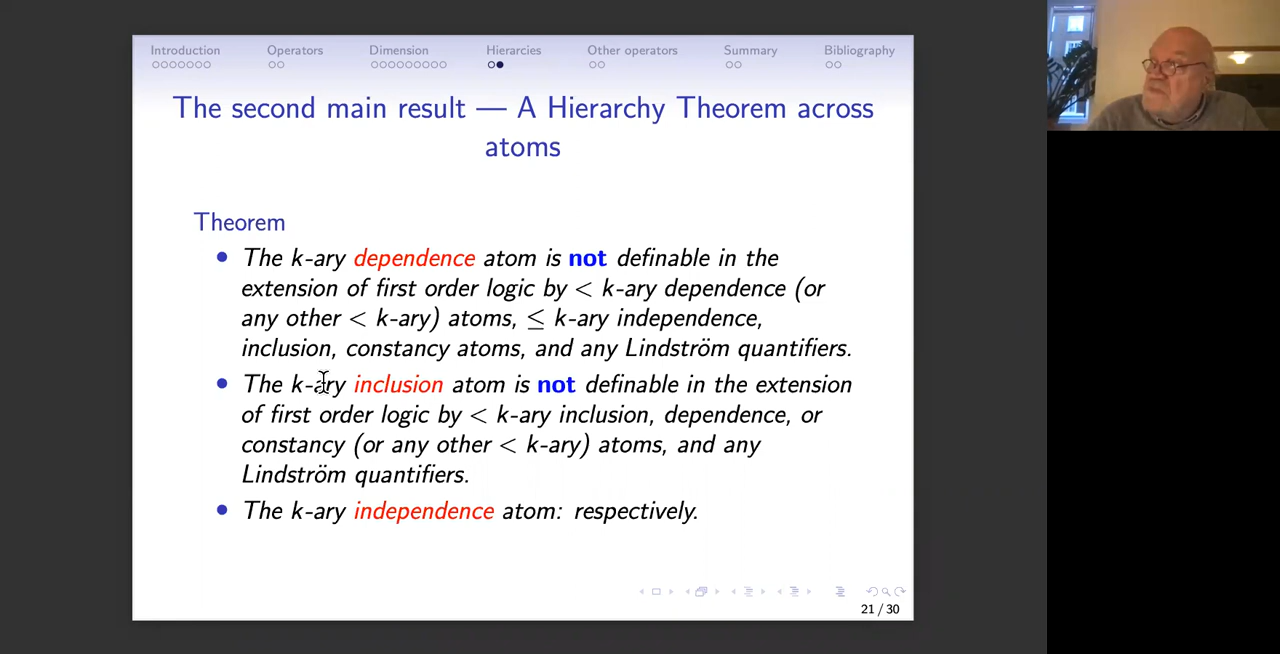 Introduction Operators Dimension Hierarcies Other operators Summary Bibliography
The second main result — A Hierarchy Theorem across
atoms
Theorem
• The k-ary dependence atom is not definable in the
extension of first order logic by < k-ary dependence (or
any other < k-ary) atoms, ≤ k-ary independence,
inclusion, constancy atoms, and any Lindström quantifiers.
• The k-ary inclusion atom is not definable in the extension
of first order logic by < k-ary inclusion, dependence, or
constancy (or any other < k-ary) atoms, and any
Lindström quantifiers.
• The k-ary independence atom: respectively.
21 / 30